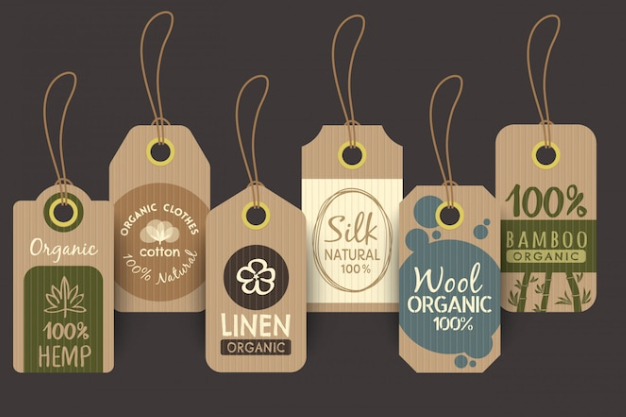 Organic
100%
HEMP
ORGANIC CLOTHES
cotton
100% Natural
LINEN
ORGANIC
Silk
NATURAL
100%
Wool
ORGANIC
100%
100%
BAMBOO
ORGANIC